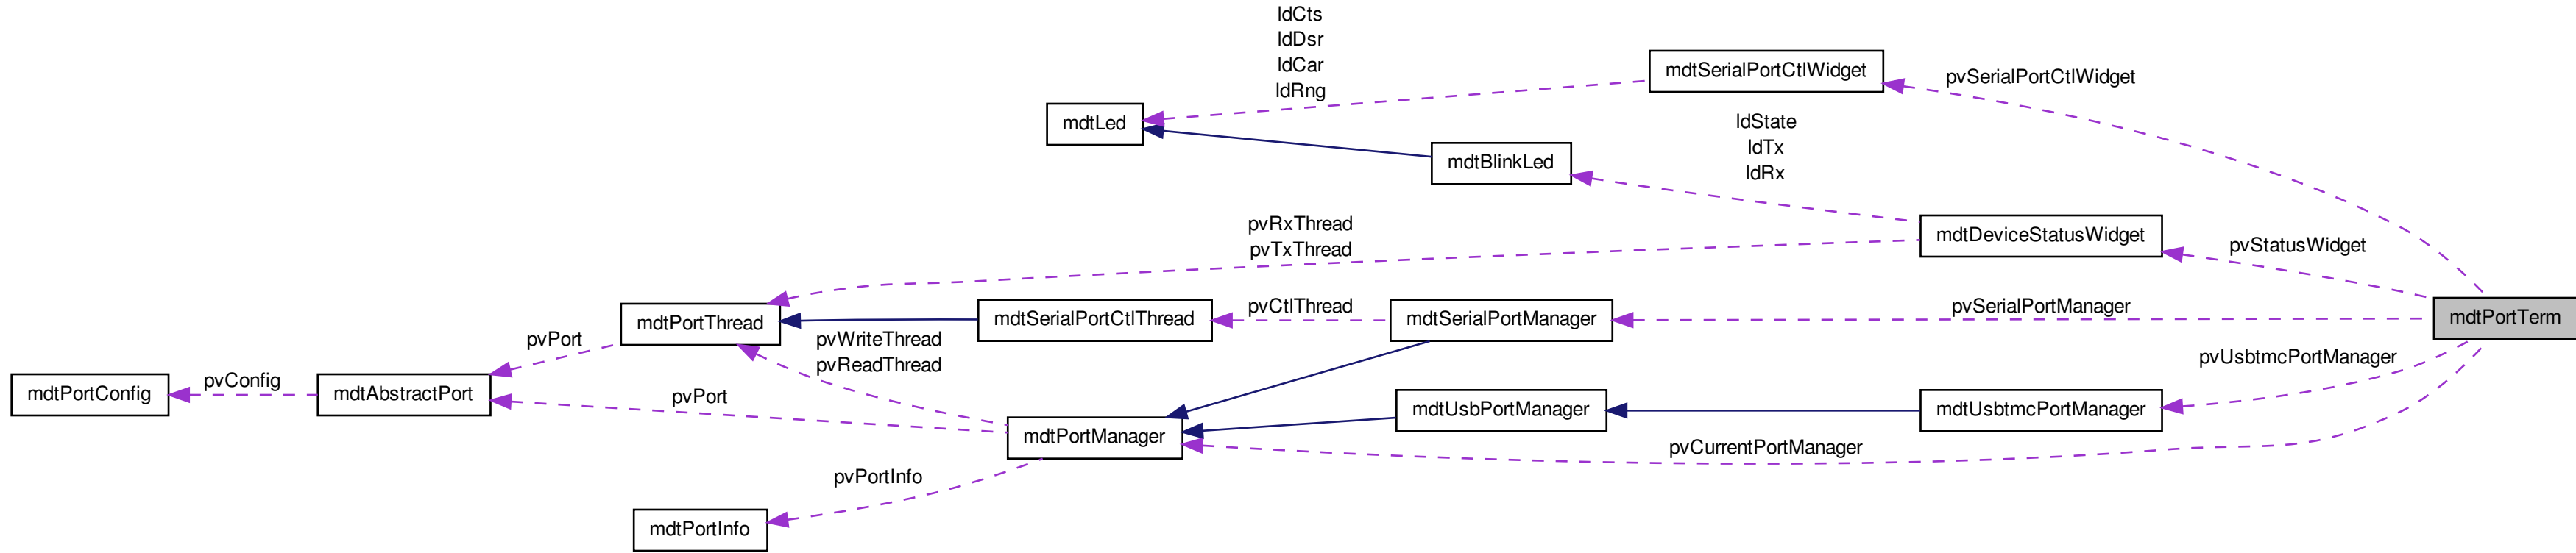 ldCts
ldDsr
ldCar
ldRng
mdtSerialPortCtlWidget
pvSerialPortCtlWidget
mdtLed
ldState
ldTx
ldRx
mdtBlinkLed
pvRxThread
pvTxThread
mdtDeviceStatusWidget
pvStatusWidget
mdtPortThread
mdtSerialPortCtlThread
pvCtlThread
mdtSerialPortManager
pvSerialPortManager
mdtPortTerm
pvPort
pvWriteThread
pvReadThread
pvUsbtmcPortManager
mdtPortConfig
pvConfig
mdtAbstractPort
pvPort
mdtUsbPortManager
mdtUsbtmcPortManager
mdtPortManager
pvCurrentPortManager
pvPortInfo
mdtPortInfo